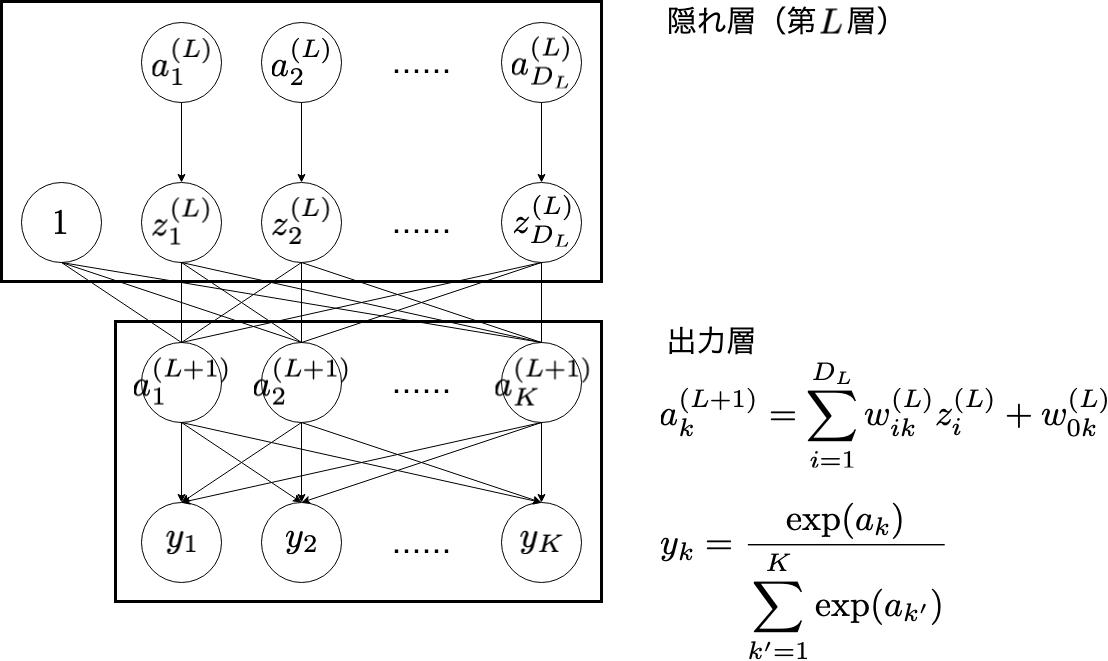 隠れ層（第L層）
a_1^{(L)} a_2^{(L)} …… a_{D_L}^{(L)}
1 z_1^{(L)} z_2^{(L)} …… z_{D_L}^{(L)}
出力層
a_1^{(L+1)} a_2^{(L+1)} …… a_K^{(L+1)}
a_k^{(L+1)} = \sum_{i=1}^{D_L} w_{ik}^{(L)} z_i^{(L)} + w_{0k}^{(L)}
y_1 y_2 …… y_K
y_k = \frac{\exp(a_k)}{\sum_{k'=1}^{K} \exp(a_{k'})}